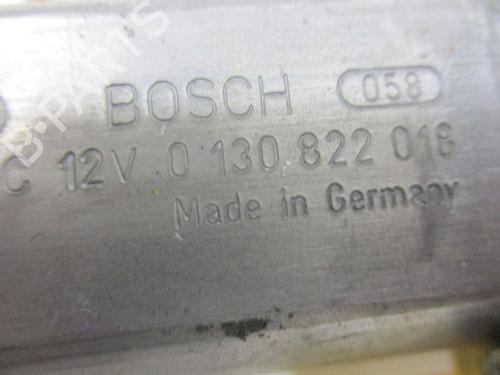 BOSCH 058
C 12V 0 130 822 018
Made in Germany
B-PARTS